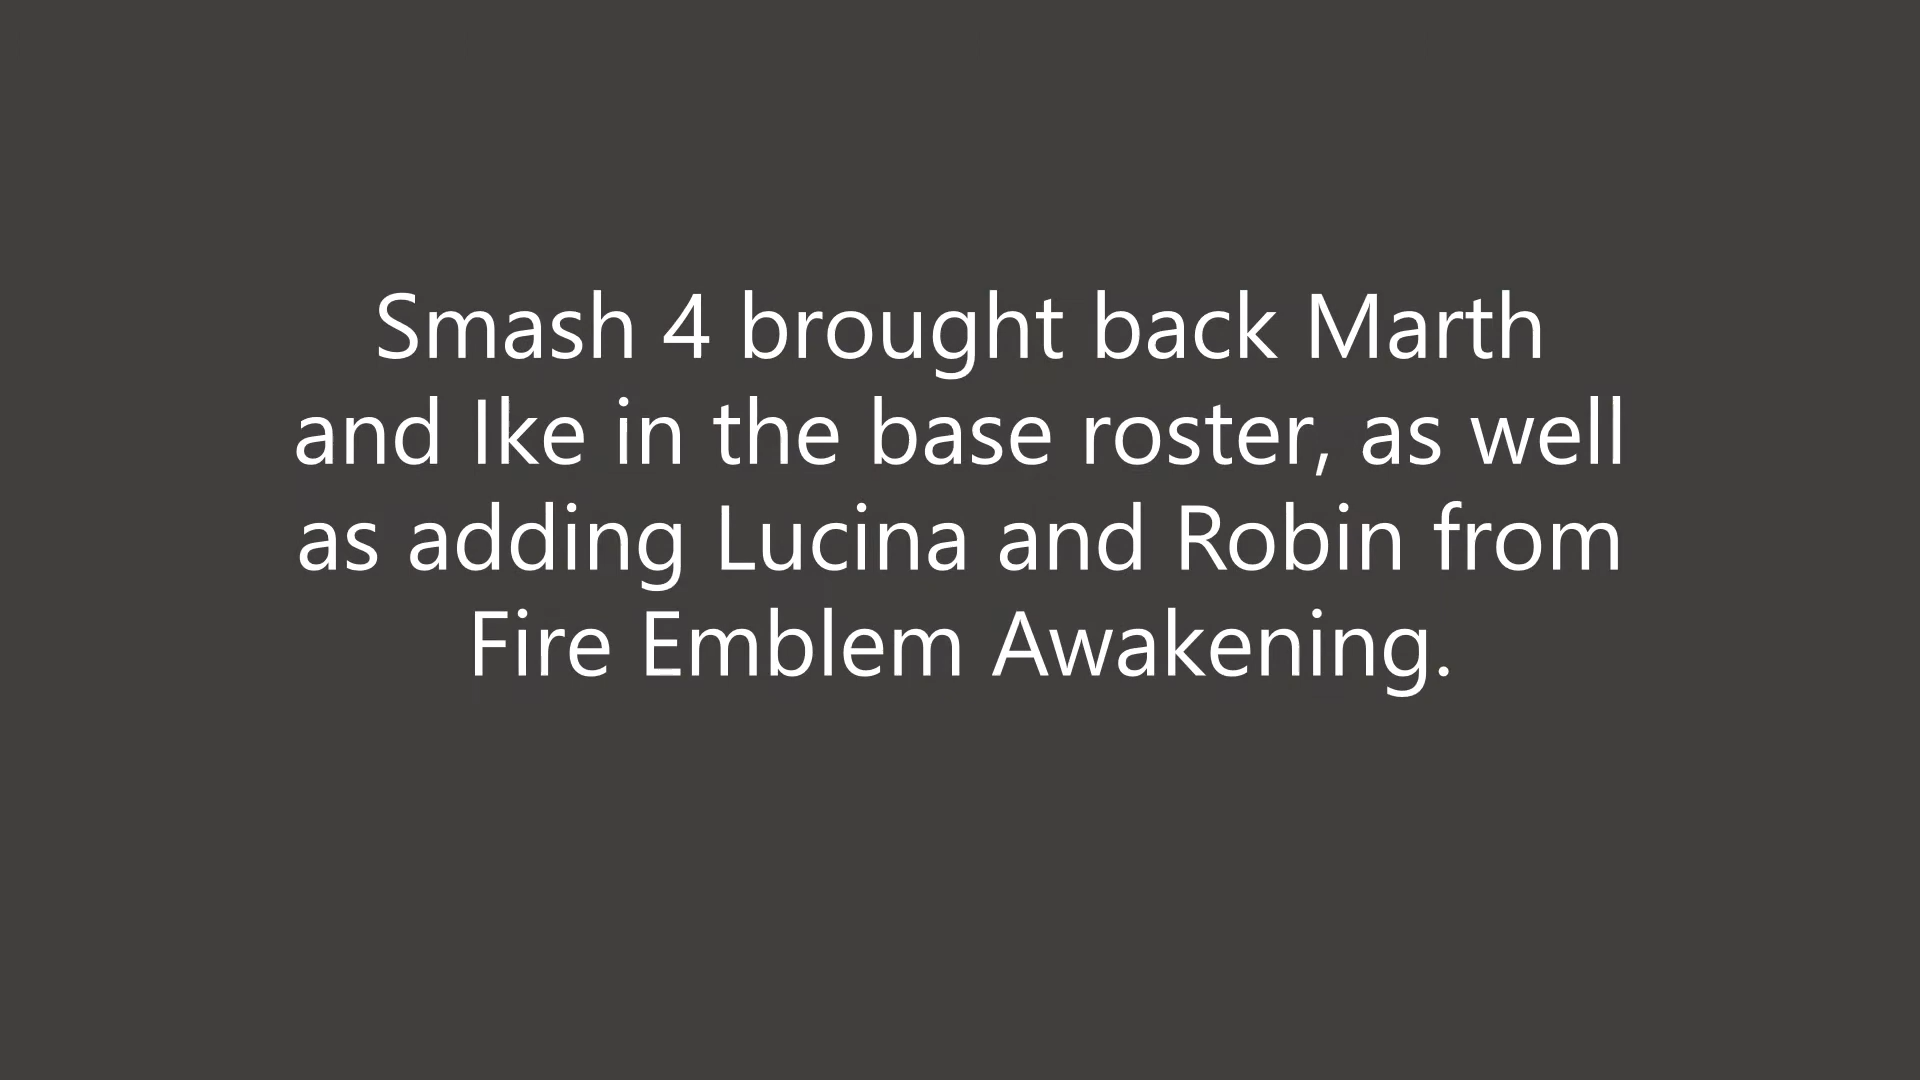 Smash 4 brought back Marth
and Ike in the base roster, as well
as adding Lucina and Robin from
Fire Emblem Awakening.